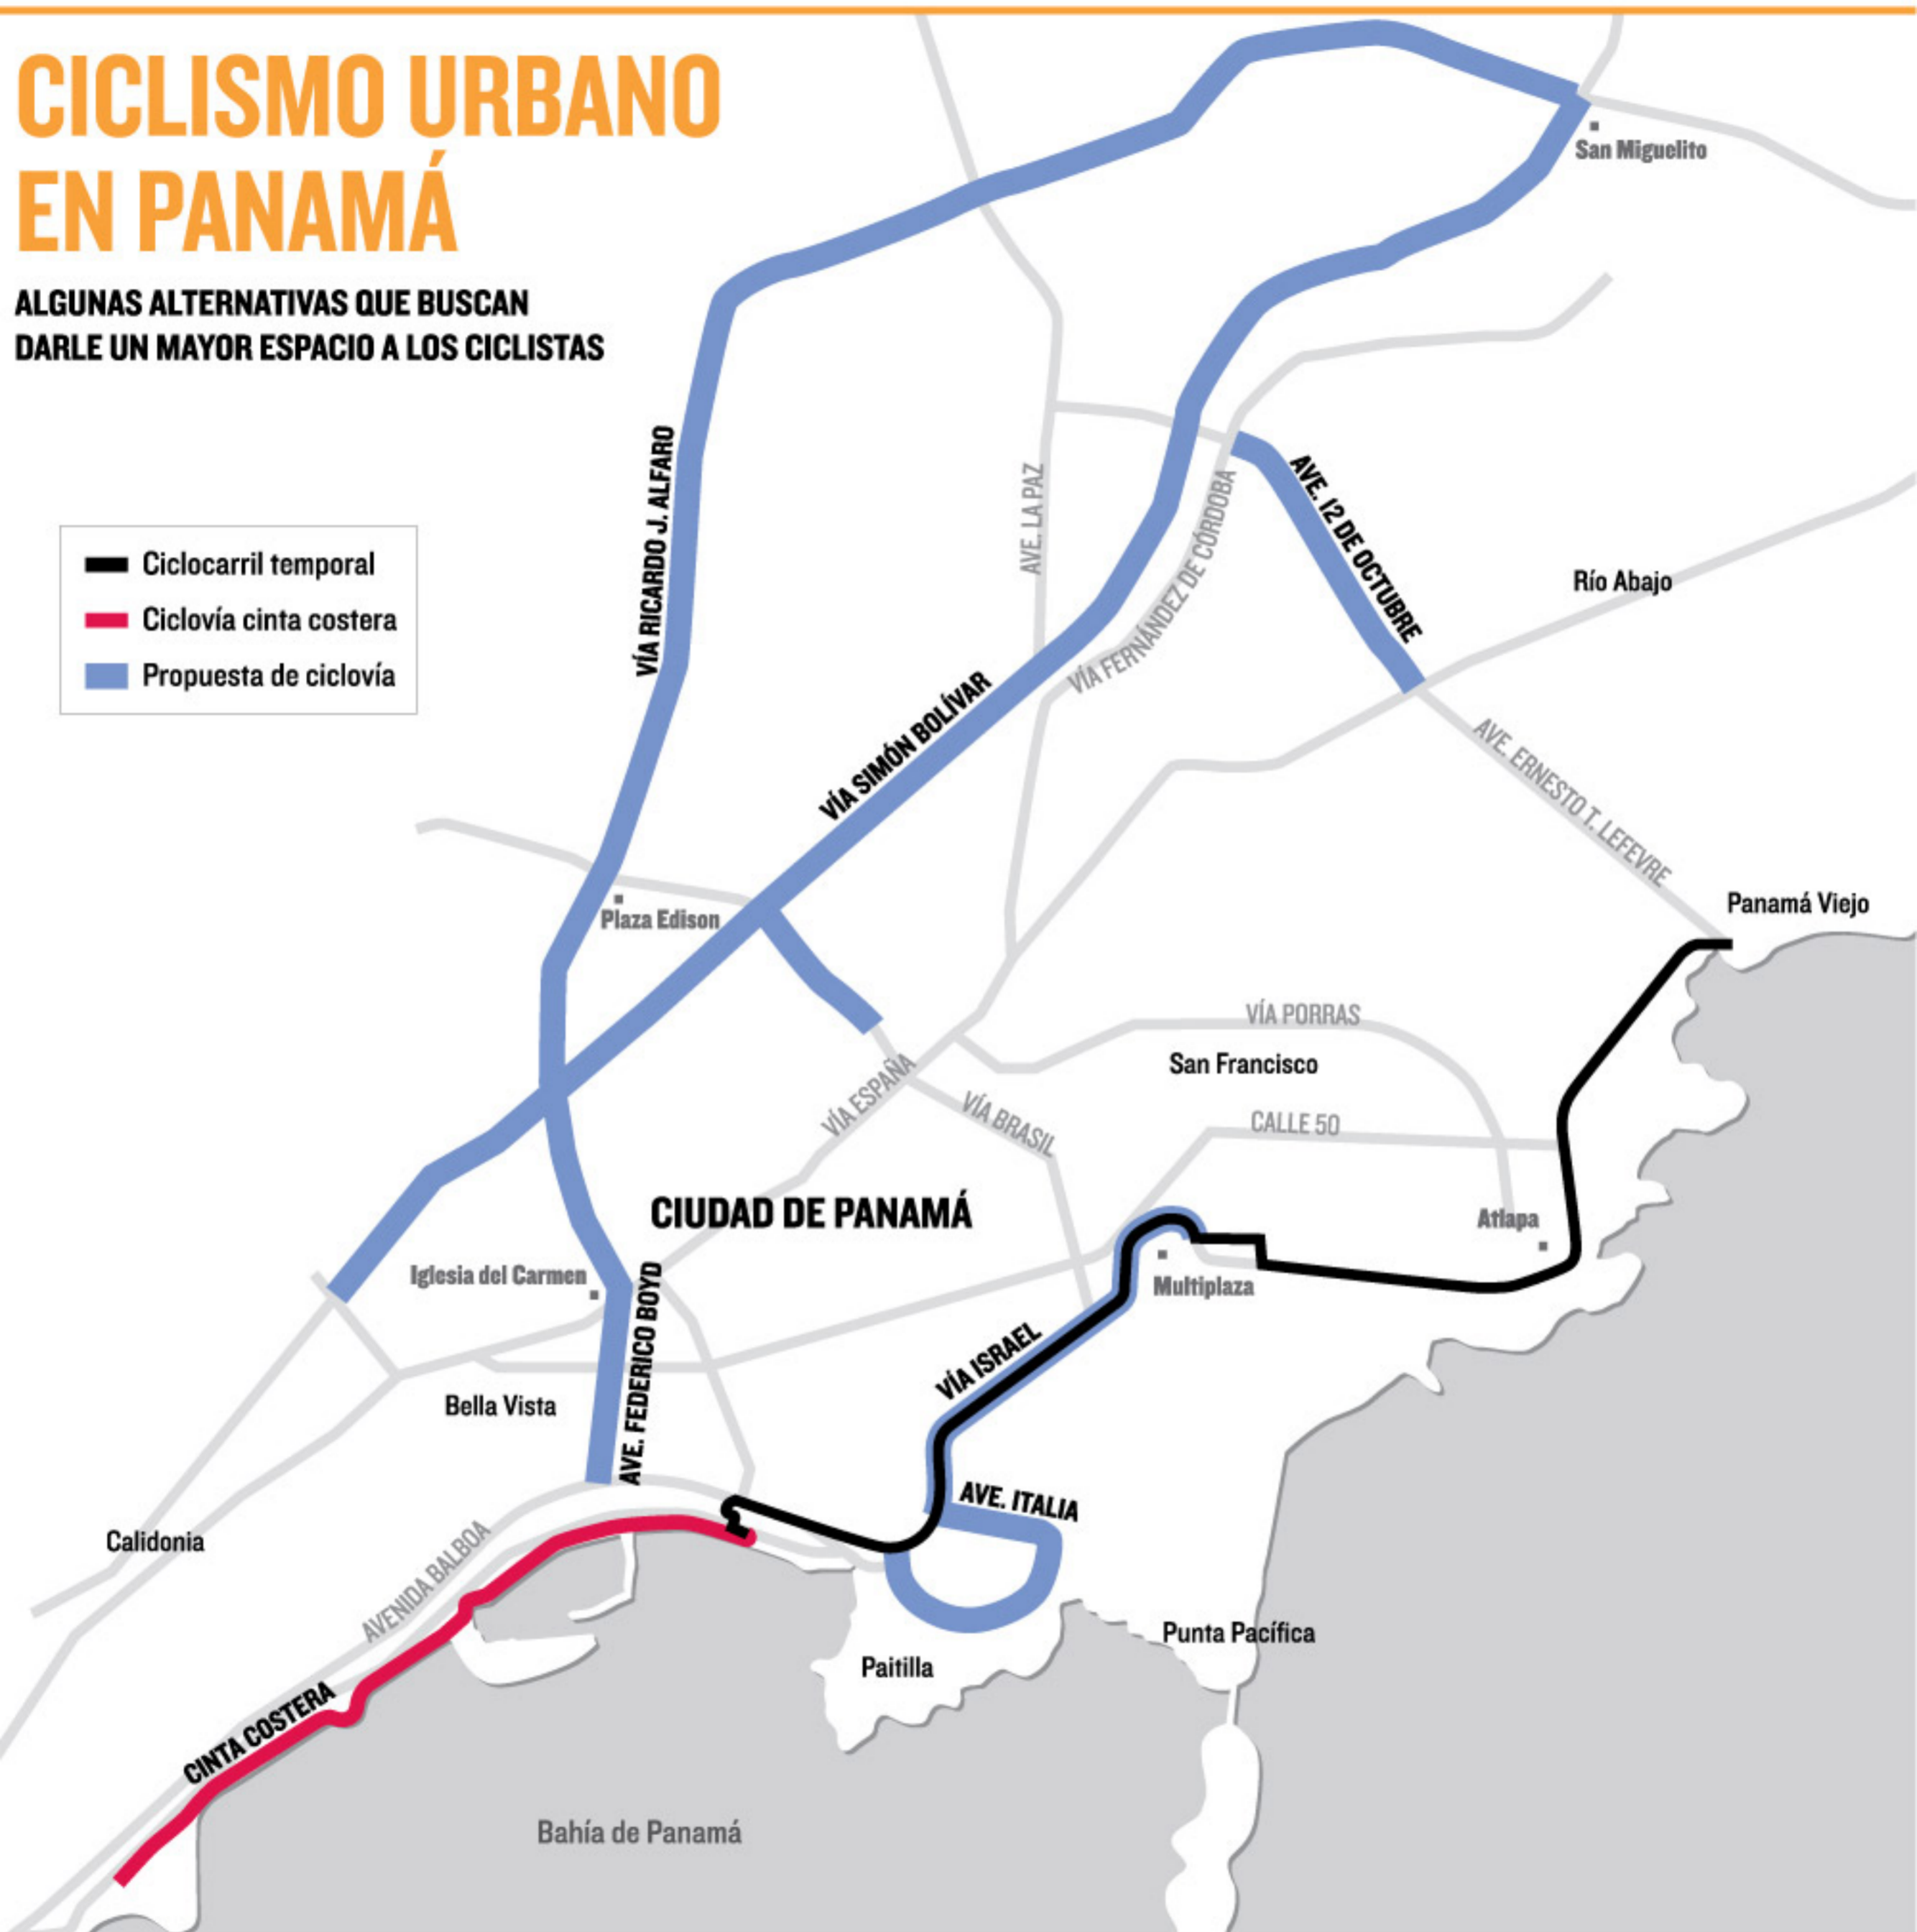 CICLISMO URBANO
EN PANAMÁ
ALGUNAS ALTERNATIVAS QUE BUSCAN
DARLE UN MAYOR ESPACIO A LOS CICLISTAS
Ciclocarril temporal
Ciclovía cinta costera
Propuesta de ciclovía
San Miguelito
VÍA RICARDO J. ALFARO
AVE. LA PAZ
VÍA FERNÁNDEZ DE CÓRDOBA
AVE. 12 DE OCTUBRE
Río Abajo
VÍA SIMÓN BOLÍVAR
AVE. ERNESTO T. LEFEVRE
Plaza Edison
Panamá Viejo
VÍA PORRAS
San Francisco
VÍA ESPAÑA
VÍA BRASIL
CALLE 50
CIUDAD DE PANAMÁ
Atlapa
Iglesia del Carmen
Multiplaza
AVE. FEDERICO BOYD
VÍA ISRAEL
Bella Vista
AVE. ITALIA
Calidonia
AVENIDA BALBOA
Punta Pacífica
Paitilla
CINTA COSTERA
Bahía de Panamá